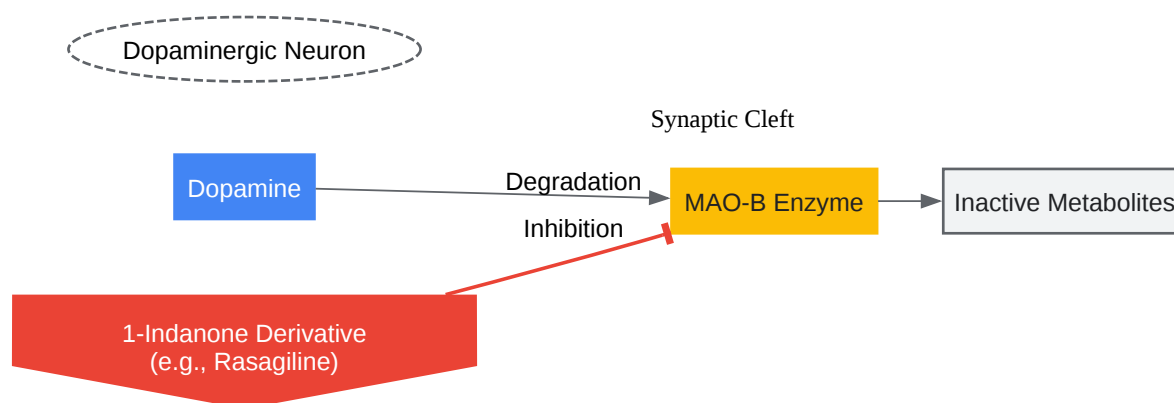 Dopaminergic Neuron
Synaptic Cleft
Dopamine
Degradation
MAO-B Enzyme
Inactive Metabolites
Inhibition
1-Indanone Derivative
(e.g., Rasagiline)